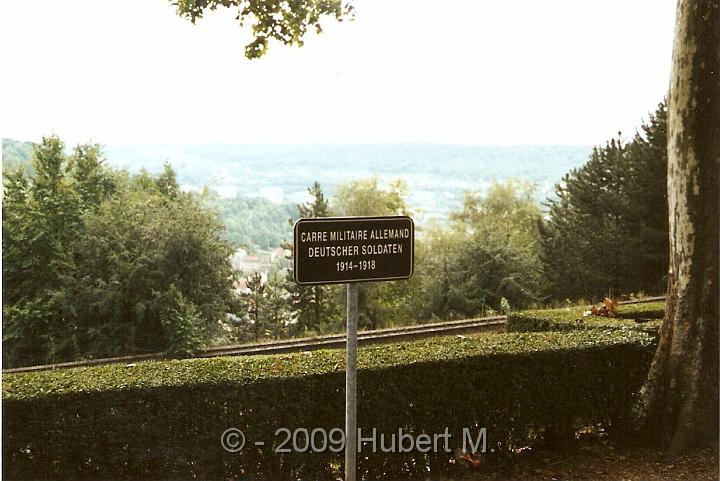 CARRE MILITAIRE ALLEMAND
DEUTSCHER SOLDATEN
1914-1918
© - 2009 Hubert M.